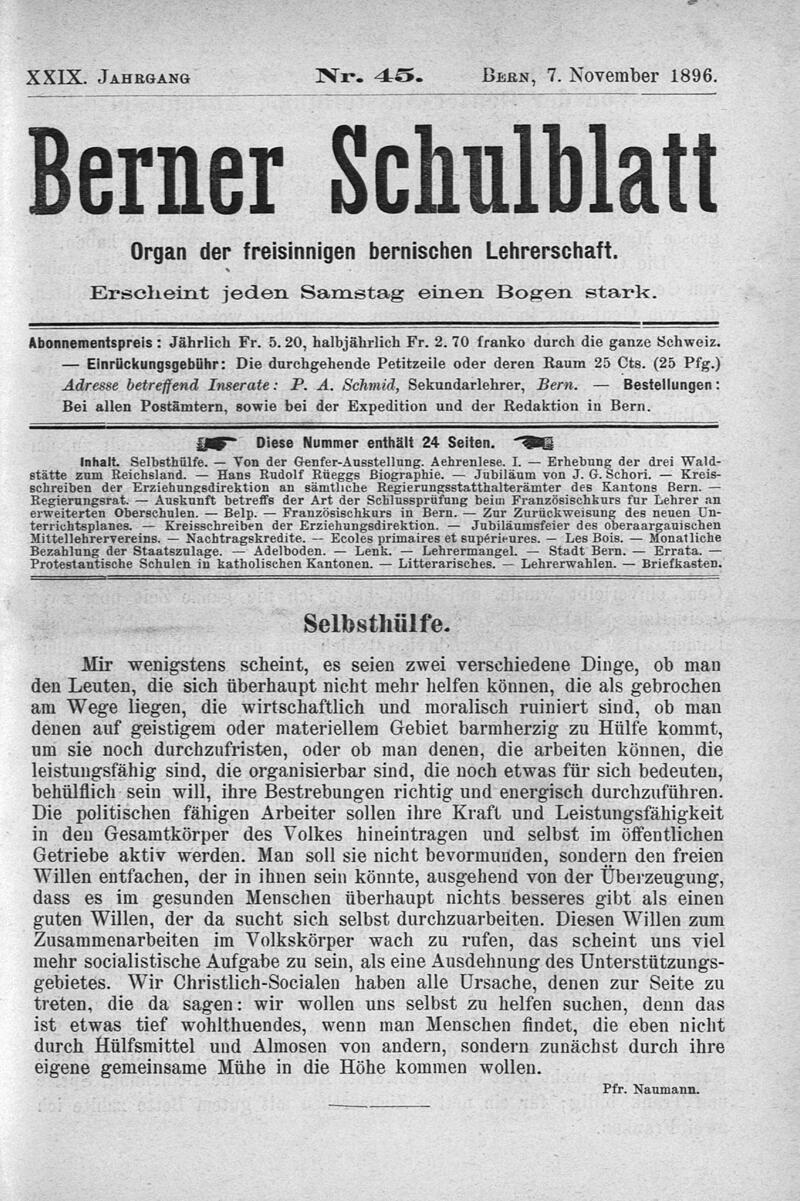 XXIX. Jahrgang Nr. 45. Bern, 7. November 1896.
Berner Schulblatt
Organ der freisinnigen bernischen Lehrerschaft.
Erscheint jeden Samstag einen Bogen stark.
Abonnementspreis: Jährlich Fr. 5. 20, halbjährlich Fr. 2. 70 franko durch die ganze Schweiz.
— Einrückungsgebühr: Die durchgehende Petitzeile oder deren Raum 25 Cts. (25 Pfg.)
Adresse betreffend Inserate: P. A. Schmid, Sekundarlehrer, Bern. — Bestellungen:
Bei allen Postämtern, sowie bei der Expedition und der Redaktion in Bern.
Diese Nummer enthält 24 Seiten.
Inhalt. Selbsthülfe. — Von der Genfer-Ausstellung. Aehrenlese. I. — Erhebung der drei Wald-
stätte zum Reichsland. — Hans Rudolf Rüeggs Biographie. — Jubiläum von J. G. Schori. — Kreis-
schreiben der Erziehungsdirektion an sämtliche Regierungsstatthalterämter des Kantons Bern. —
Regierungsrat. — Auskunft betreffs der Art der Schlussprüfung beim Französischkurs für Lehrer an
erweiterten Oberschulen. — Belp. — Französischkurs in Bern. — Zur Zurückweisung des neuen Un-
terrichtsplanes. — Kreisschreiben der Erziehungsdirektion. — Jubiläumsfeier des oberaargauischen
Mittellehrervereins. — Nachtragskredite. — Ecoles primaires et supérieures. — Les Bois. — Monatliche
Bezahlung der Staatszulage. — Adelboden. — Lenk. — Lehrermangel. — Stadt Bern. — Errata. —
Protestantische Schulen in katholischen Kantonen. — Litterarisches. — Lehrerwahlen. — Briefkasten.
Selbsthülfe.
Mir wenigstens scheint, es seien zwei verschiedene Dinge, ob man
den Leuten, die sich überhaupt nicht mehr helfen können, die als gebrochen
am Wege liegen, die wirtschaftlich und moralisch ruiniert sind, ob man
denen auf geistigem oder materiellem Gebiet barmherzig zu Hülfe kommt,
um sie noch durchzufristen, oder ob man denen, die arbeiten können, die
leistungsfähig sind, die organisierbar sind, die noch etwas für sich bedeuten,
behülflich sein will, ihre Bestrebungen richtig und energisch durchzuführen.
Die politischen fähigen Arbeiter sollen ihre Kraft und Leistungsfähigkeit
in den Gesamtkörper des Volkes hineintragen und selbst im öffentlichen
Getriebe aktiv werden. Man soll sie nicht bevormunden, sondern den freien
Willen entfachen, der in ihnen sein könnte, ausgehend von der Überzeugung,
dass es im gesunden Menschen überhaupt nichts besseres gibt als einen
guten Willen, der da sucht sich selbst durchzuarbeiten. Diesen Willen zum
Zusammenarbeiten im Volkskörper wach zu rufen, das scheint uns viel
mehr socialistische Aufgabe zu sein, als eine Ausdehnung des Unterstützungs-
gebietes. Wir Christlich-Socialen haben alle Ursache, denen zur Seite zu
treten, die da sagen: wir wollen uns selbst zu helfen suchen, denn das
ist etwas tief wohlthuendes, wenn man Menschen findet, die eben nicht
durch Hülfsmittel und Almosen von andern, sondern zunächst durch ihre
eigene gemeinsame Mühe in die Höhe kommen wollen.
Pfr. Naumann.